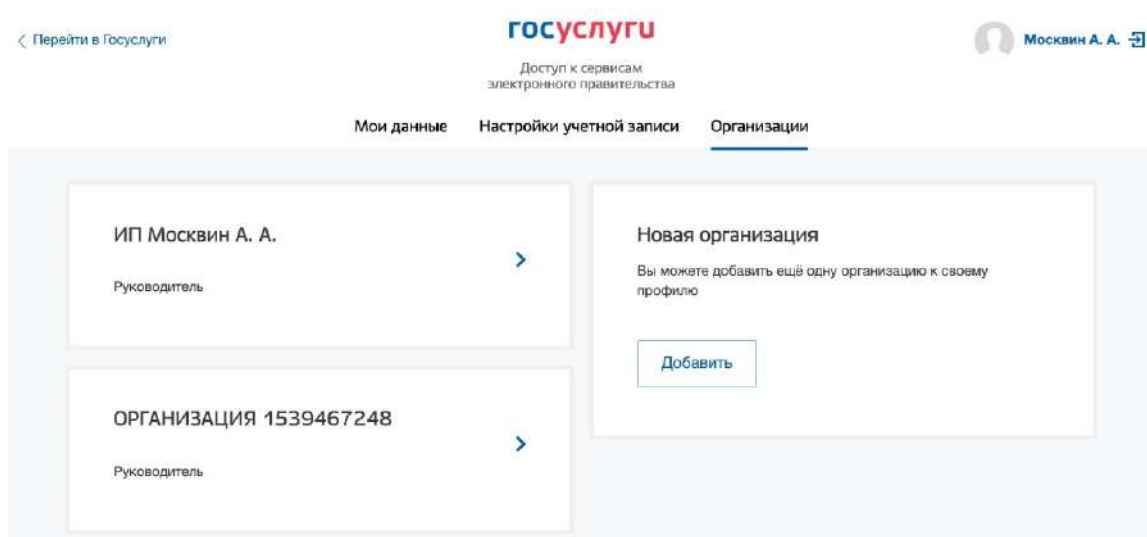 Перейти в Госуслуги
госуслуги
Москвин А. А.
Доступ к сервисам
электронного правительства
Мои данные Настройки учетной записи Организации
ИП Москвин А. А.
Руководитель
Новая организация
Вы можете добавить ещё одну организацию к своему
профилю
Добавить
ОРГАНИЗАЦИЯ 1539467248
Руководитель